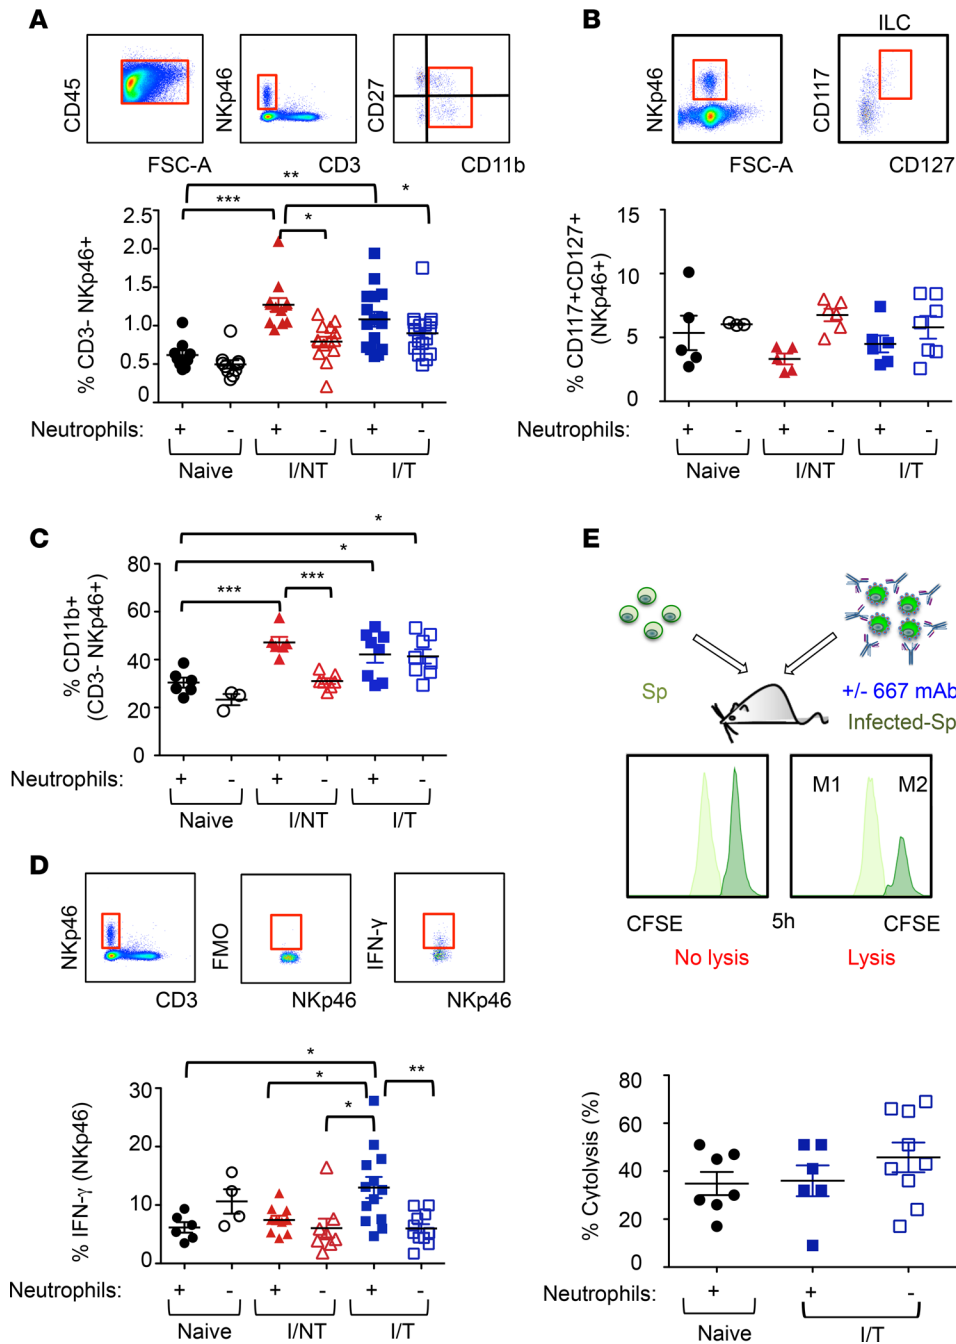 A
CD45
FSC-A
NKp46
CD3
CD27
CD11b
% CD3- NKp46+
2.5
2.0
1.5
1.0
0.5
0
** 
*** 
* 
*
Neutrophils: + - + - + -
Naive I/NT I/T
B
ILC
NKp46
FSC-A
CD117
CD127
% CD117+CD127+
(NKp46+)
15
10
5
0
Neutrophils: + - + - + -
Naive I/NT I/T
C
% CD11b+
(CD3- NKp46+)
80
60
40
20
0
*
*
*** ***
Neutrophils: + - + - + -
Naive I/NT I/T
D
NKp46
CD3
FMO
NKp46
IFN-γ
NKp46
% IFN-γ (NKp46)
30
20
10
0
* **
*
*
Neutrophils: + - + - + -
Naive I/NT I/T
E
Sp
+/- 667 mAb
Infected-Sp
M1 M2
CFSE 5h CFSE
No lysis Lysis
% Cytolysis (%)
80
60
40
20
0
Neutrophils: + + -
Naive I/T